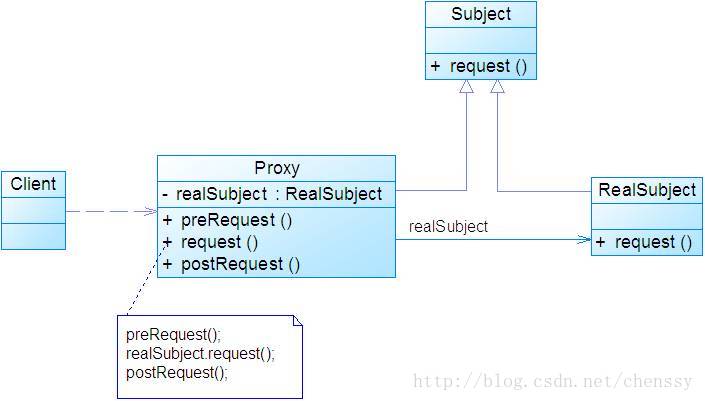 Subject
+ request ()
Client
Proxy
- realSubject : RealSubject
+ preRequest ()
+ request ()
+ postRequest ()
realSubject
RealSubject
+ request ()
preRequest();
realSubject.request();
postRequest();
http://blog.csdn.net/chenssy